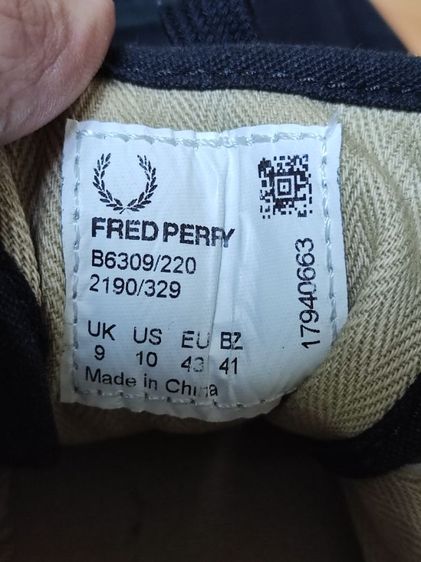 FRED PERRY
B6309/220
2190/329
UK US EU BZ
9 10 43 41
Made in China
17940663